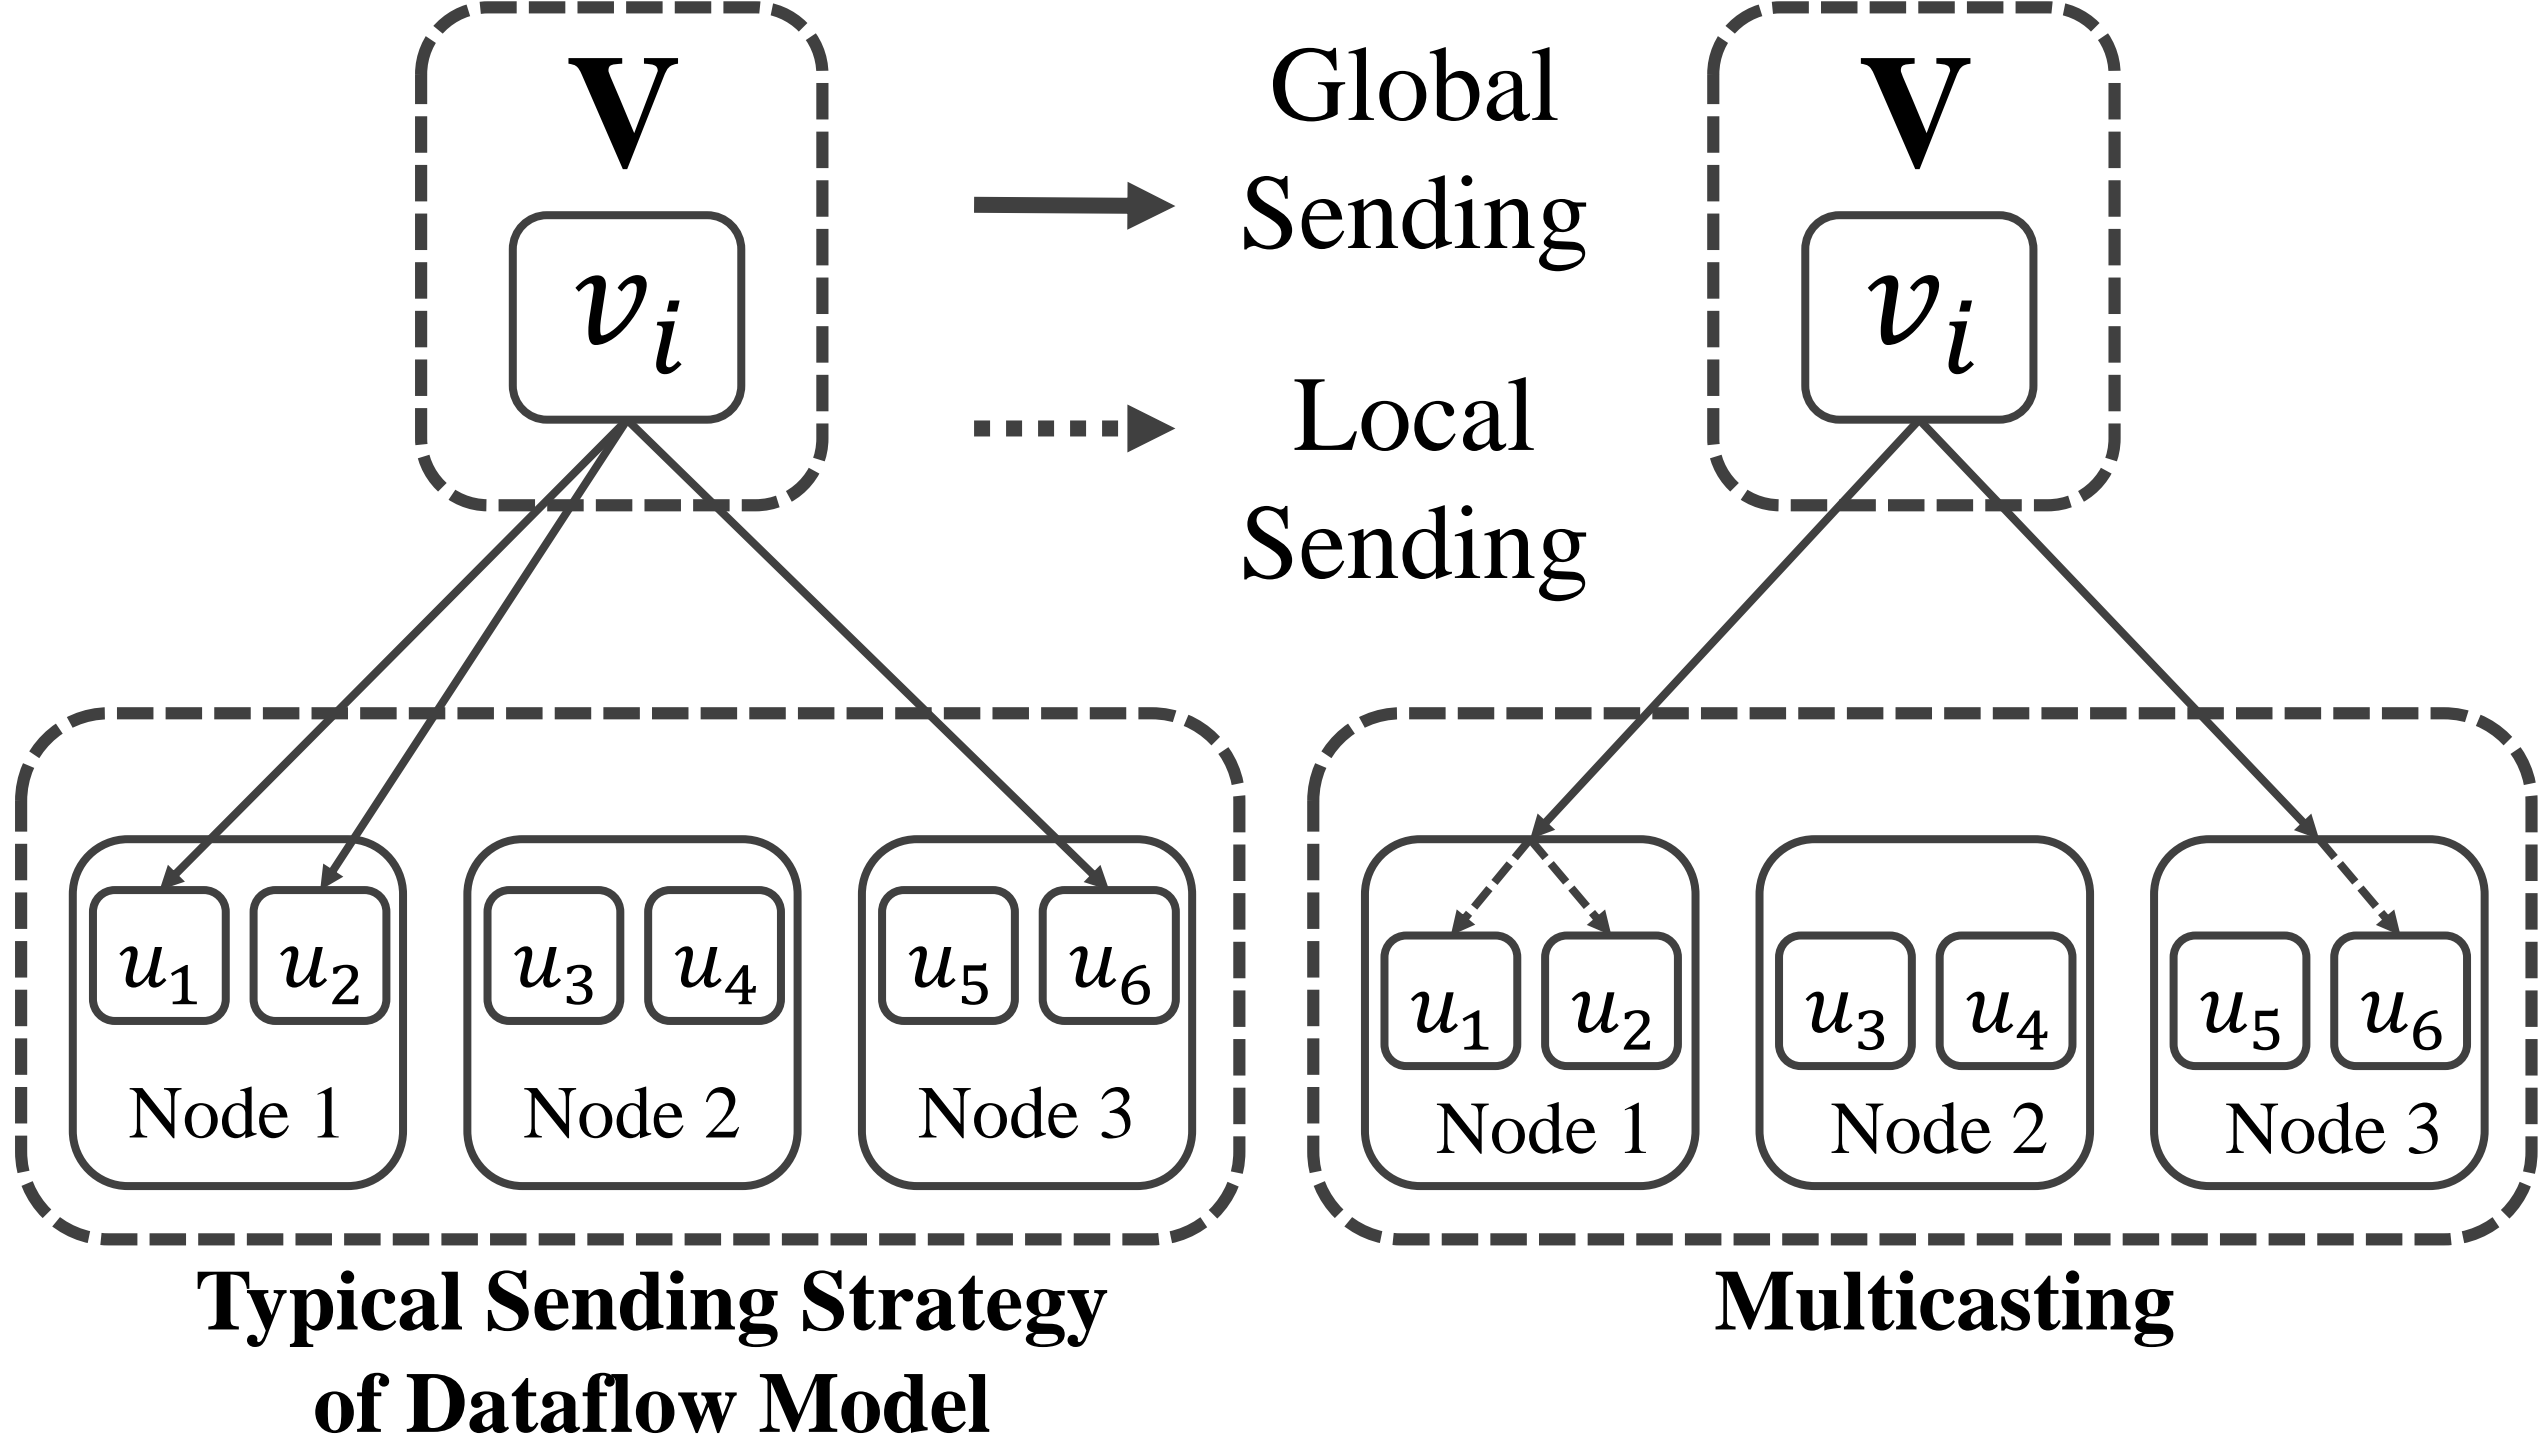 V
v_i
Global
Sending
Local
Sending
V
v_i
u_1 u_2 u_3 u_4 u_5 u_6
Node 1 Node 2 Node 3
Typical Sending Strategy
of Dataflow Model
u_1 u_2 u_3 u_4 u_5 u_6
Node 1 Node 2 Node 3
Multicasting